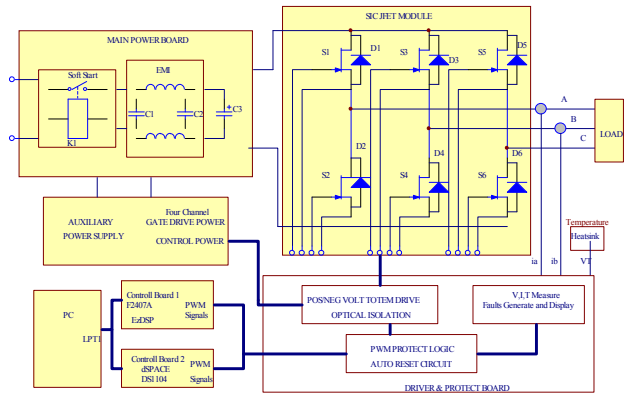 SIC JFET MODULE
MAIN POWER BOARD
Soft Start
K1
EMI
C1
C2
C3
S1
D1
S3
D3
S5
D5
A
B
C
LOAD
S2
D2
S4
D4
S6
D6
AUXILIARY
POWER SUPPLY
Four Channel
GATE DRIVE POWER
CONTROL POWER
Temperature
Heatsink
ia
ib
VT
PC
LPT1
Controll Board 1
F2407A
EzDSP
PWM
Signals
Controll Board 2
dSPACE
DS1104
PWM
Signals
POS/NEG VOLT TOTEM DRIVE
OPTICAL ISOLATION
V,I,T Measure
Faults Generate and Display
PWM PROTECT LOGIC
AUTO RESET CIRCUIT
DRIVER & PROTECT BOARD